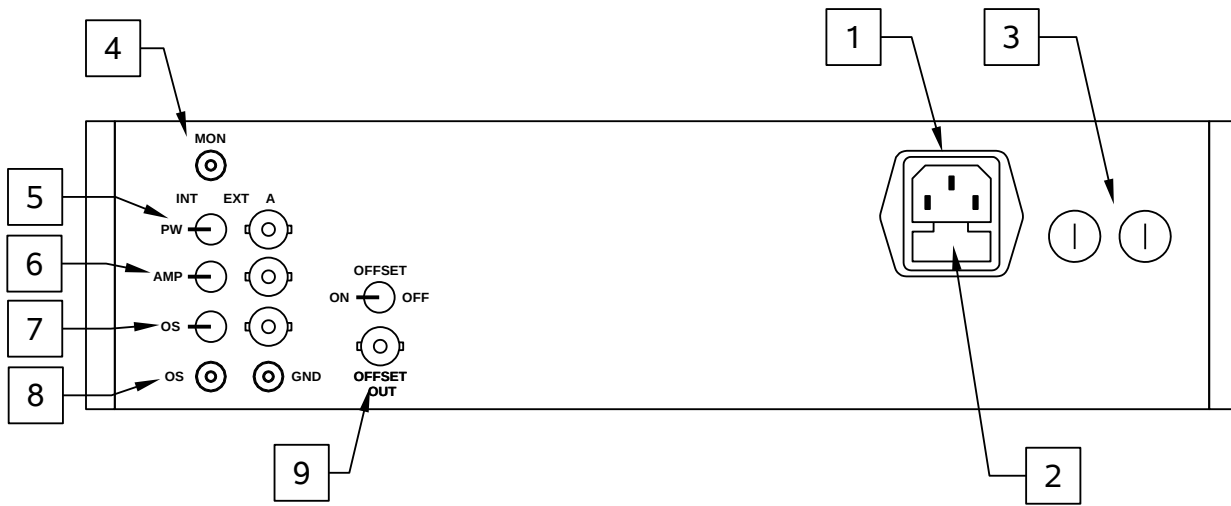 1
3
4
MON
INT EXT A
5
PW
6
AMP
OFFSET
ON OFF
7
OS
8
OS GND
OFFSET
OUT
9
2